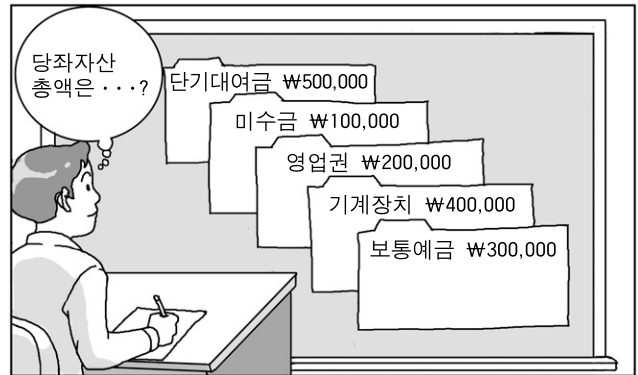 당좌자산
총액은 · · ·?
단기대여금 ₩500,000
미수금 ₩100,000
영업권 ₩200,000
기계장치 ₩400,000
보통예금 ₩300,000